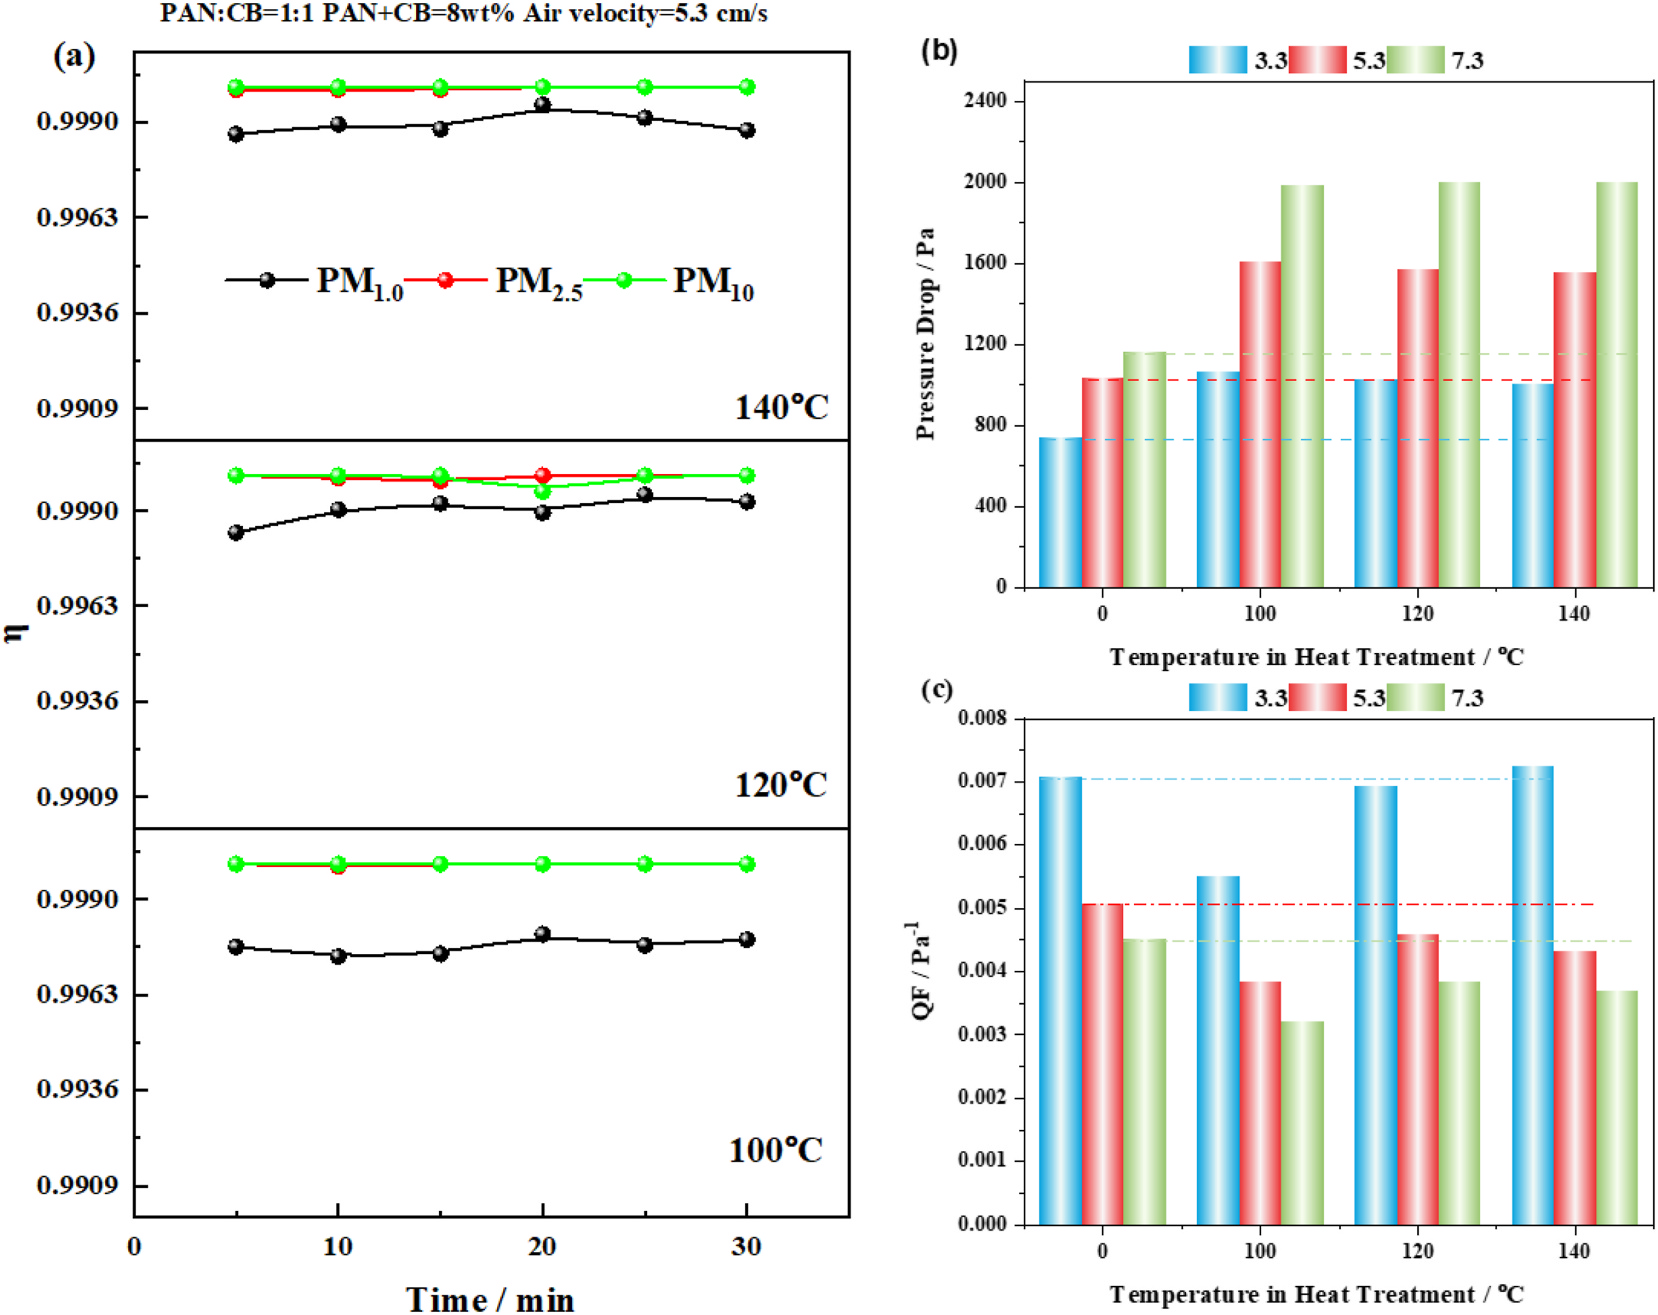 PAN:CB=1:1 PAN+CB=8wt% Air velocity=5.3 cm/s
(a)
0.9990
0.9963
PM1.0 PM2.5 PM10
0.9936
0.9909
140°C
0.9990
0.9963
η
0.9936
0.9909
120°C
0.9990
0.9963
0.9936
0.9909
100°C
0 10 20 30
Time / min
(b)
3.3 5.3 7.3
2400
2000
1600
1200
800
400
0
Pressure Drop / Pa
0 100 120 140
Temperature in Heat Treatment / °C
(c)
3.3 5.3 7.3
0.008
0.007
0.006
0.005
0.004
0.003
0.002
0.001
0.000
QF / Pa-1
0 100 120 140
Temperature in Heat Treatment / °C